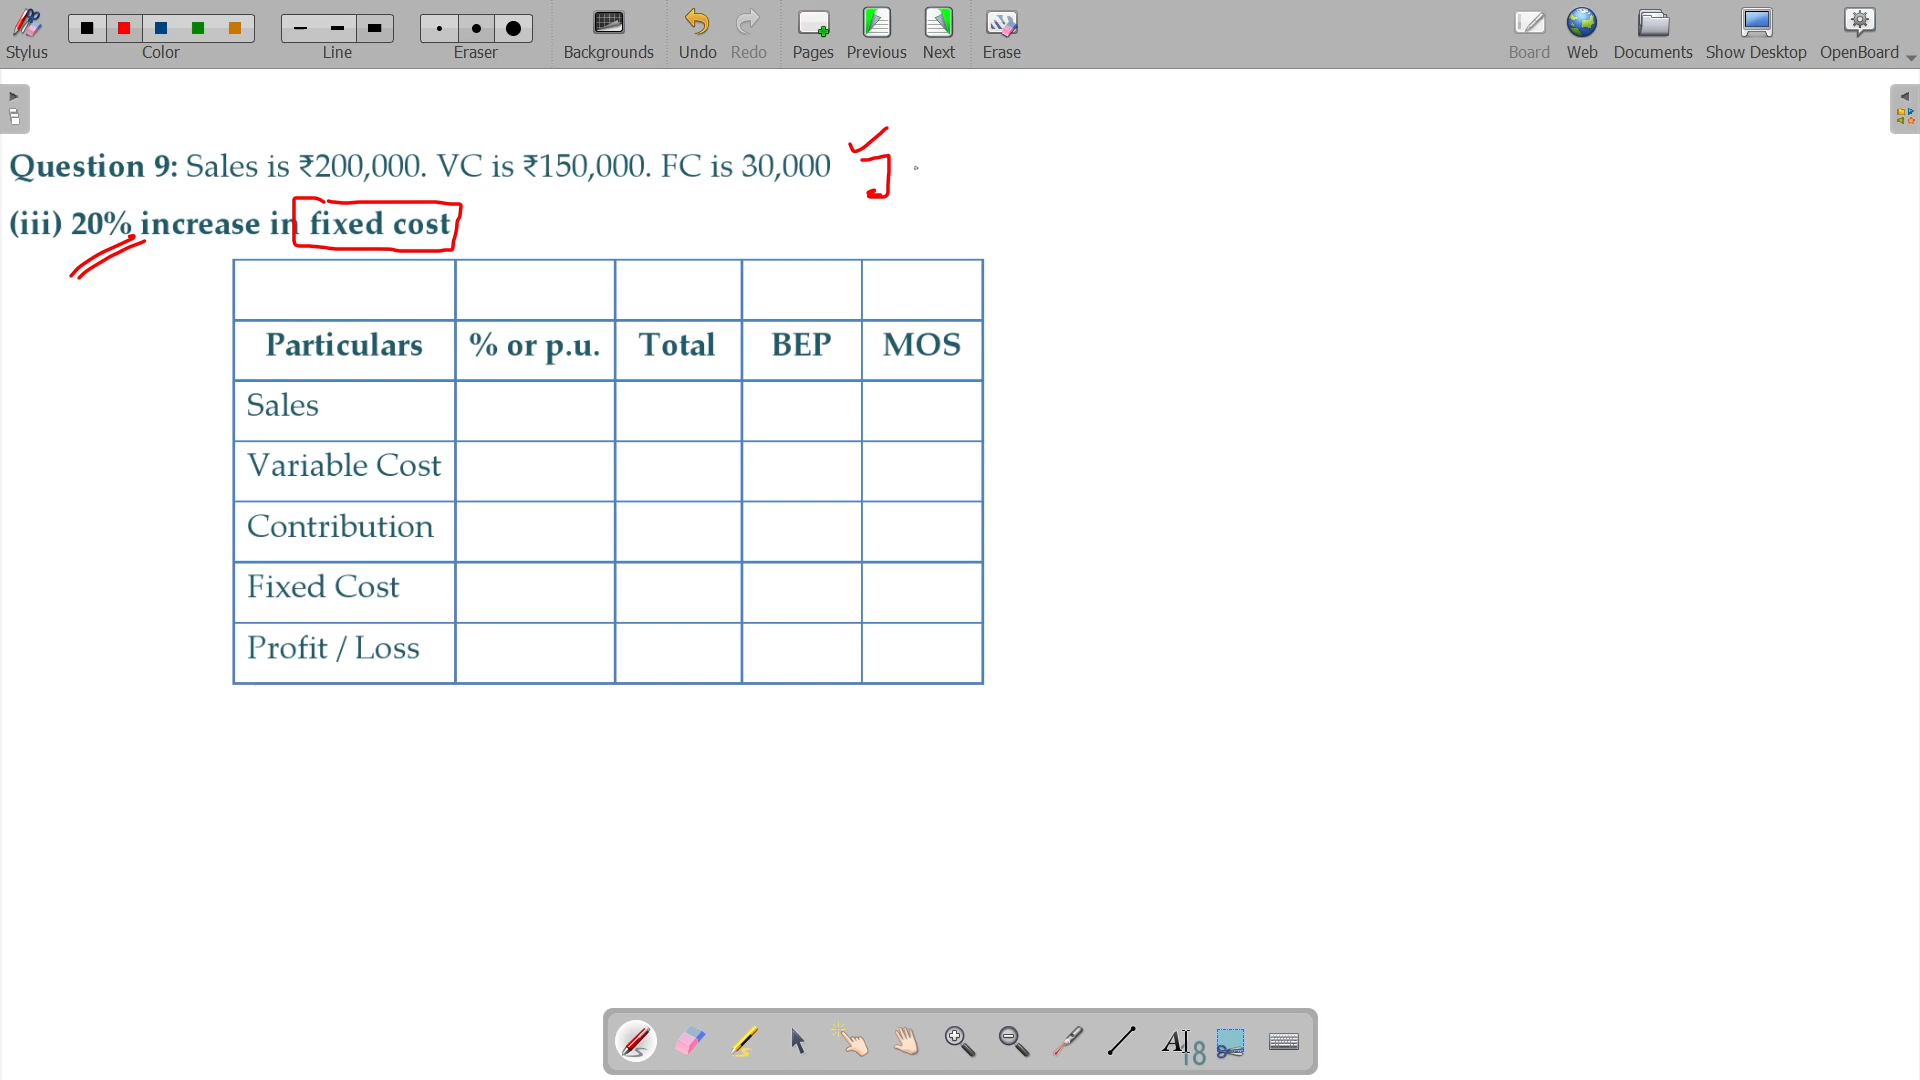 Stylus Color Line Eraser Backgrounds Undo Redo Pages Previous Next Erase Board Web Documents Show Desktop OpenBoard
Question 9: Sales is ₹200,000. VC is ₹150,000. FC is 30,000
(iii) 20% increase in fixed cost
Particulars % or p.u. Total BEP MOS
Sales
Variable Cost
Contribution
Fixed Cost
Profit / Loss
18